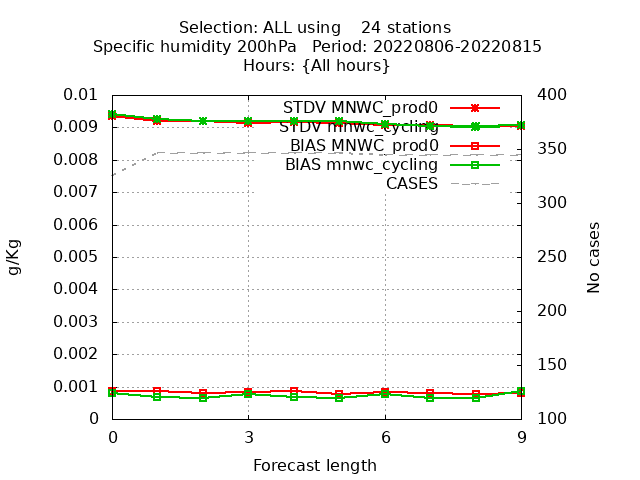 Selection: ALL using 24 stations
Specific humidity 200hPa Period: 20220806-20220815
Hours: {All hours}
0.01
0.009
0.008
0.007
0.006
0.005
0.004
0.003
0.002
0.001
0
g/Kg
STDV MNWC_prod0
STDV mnwc_cycling
BIAS MNWC_prod0
BIAS mnwc_cycling
CASES
400
350
300
250
200
150
100
No cases
0 3 6 9
Forecast length